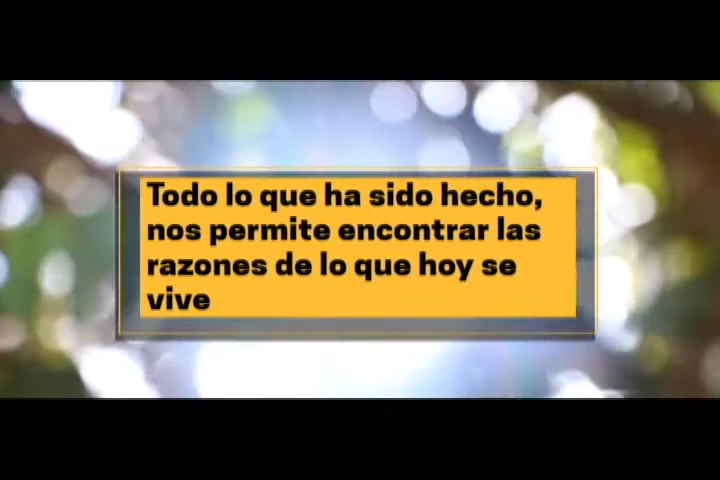 Todo lo que ha sido hecho,
nos permite encontrar las
razones de lo que hoy se
vive